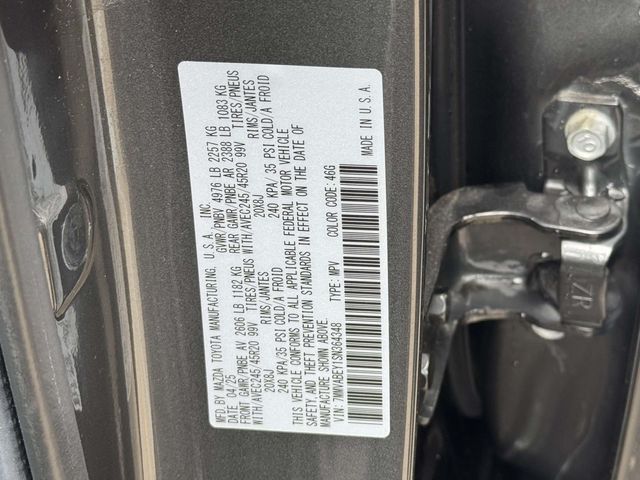 MFD. BY MAZDA TOYOTA MANUFACTURING, U.S.A., INC.
DATE 04/25 GVWR/PNBV 4976 LB 2257 KG
FRONT GAWR/PNBE AV 2606 LB 1182 KG REAR GAWR/PNBE AR 2388 LB 1083 KG
WITH/AVEC245/45R20 99V TIRES/PNEUS WITH/AVEC245/45R20 99V TIRES/PNEUS
20X8J RIMS/JANTES 20X8J RIMS/JANTES
240 KPA/35 PSI COLD/A FROID 240 KPA/ 35 PSI COLD/A FROID
THIS VEHICLE CONFORMS TO ALL APPLICABLE FEDERAL MOTOR VEHICLE
SAFETY, AND THEFT PREVENTION STANDARDS IN EFFECT ON THE DATE OF
MANUFACTURE SHOWN ABOVE.
VIN: TYPE: MPV COLOR CODE: 46G MADE IN U.S.A.
ZR